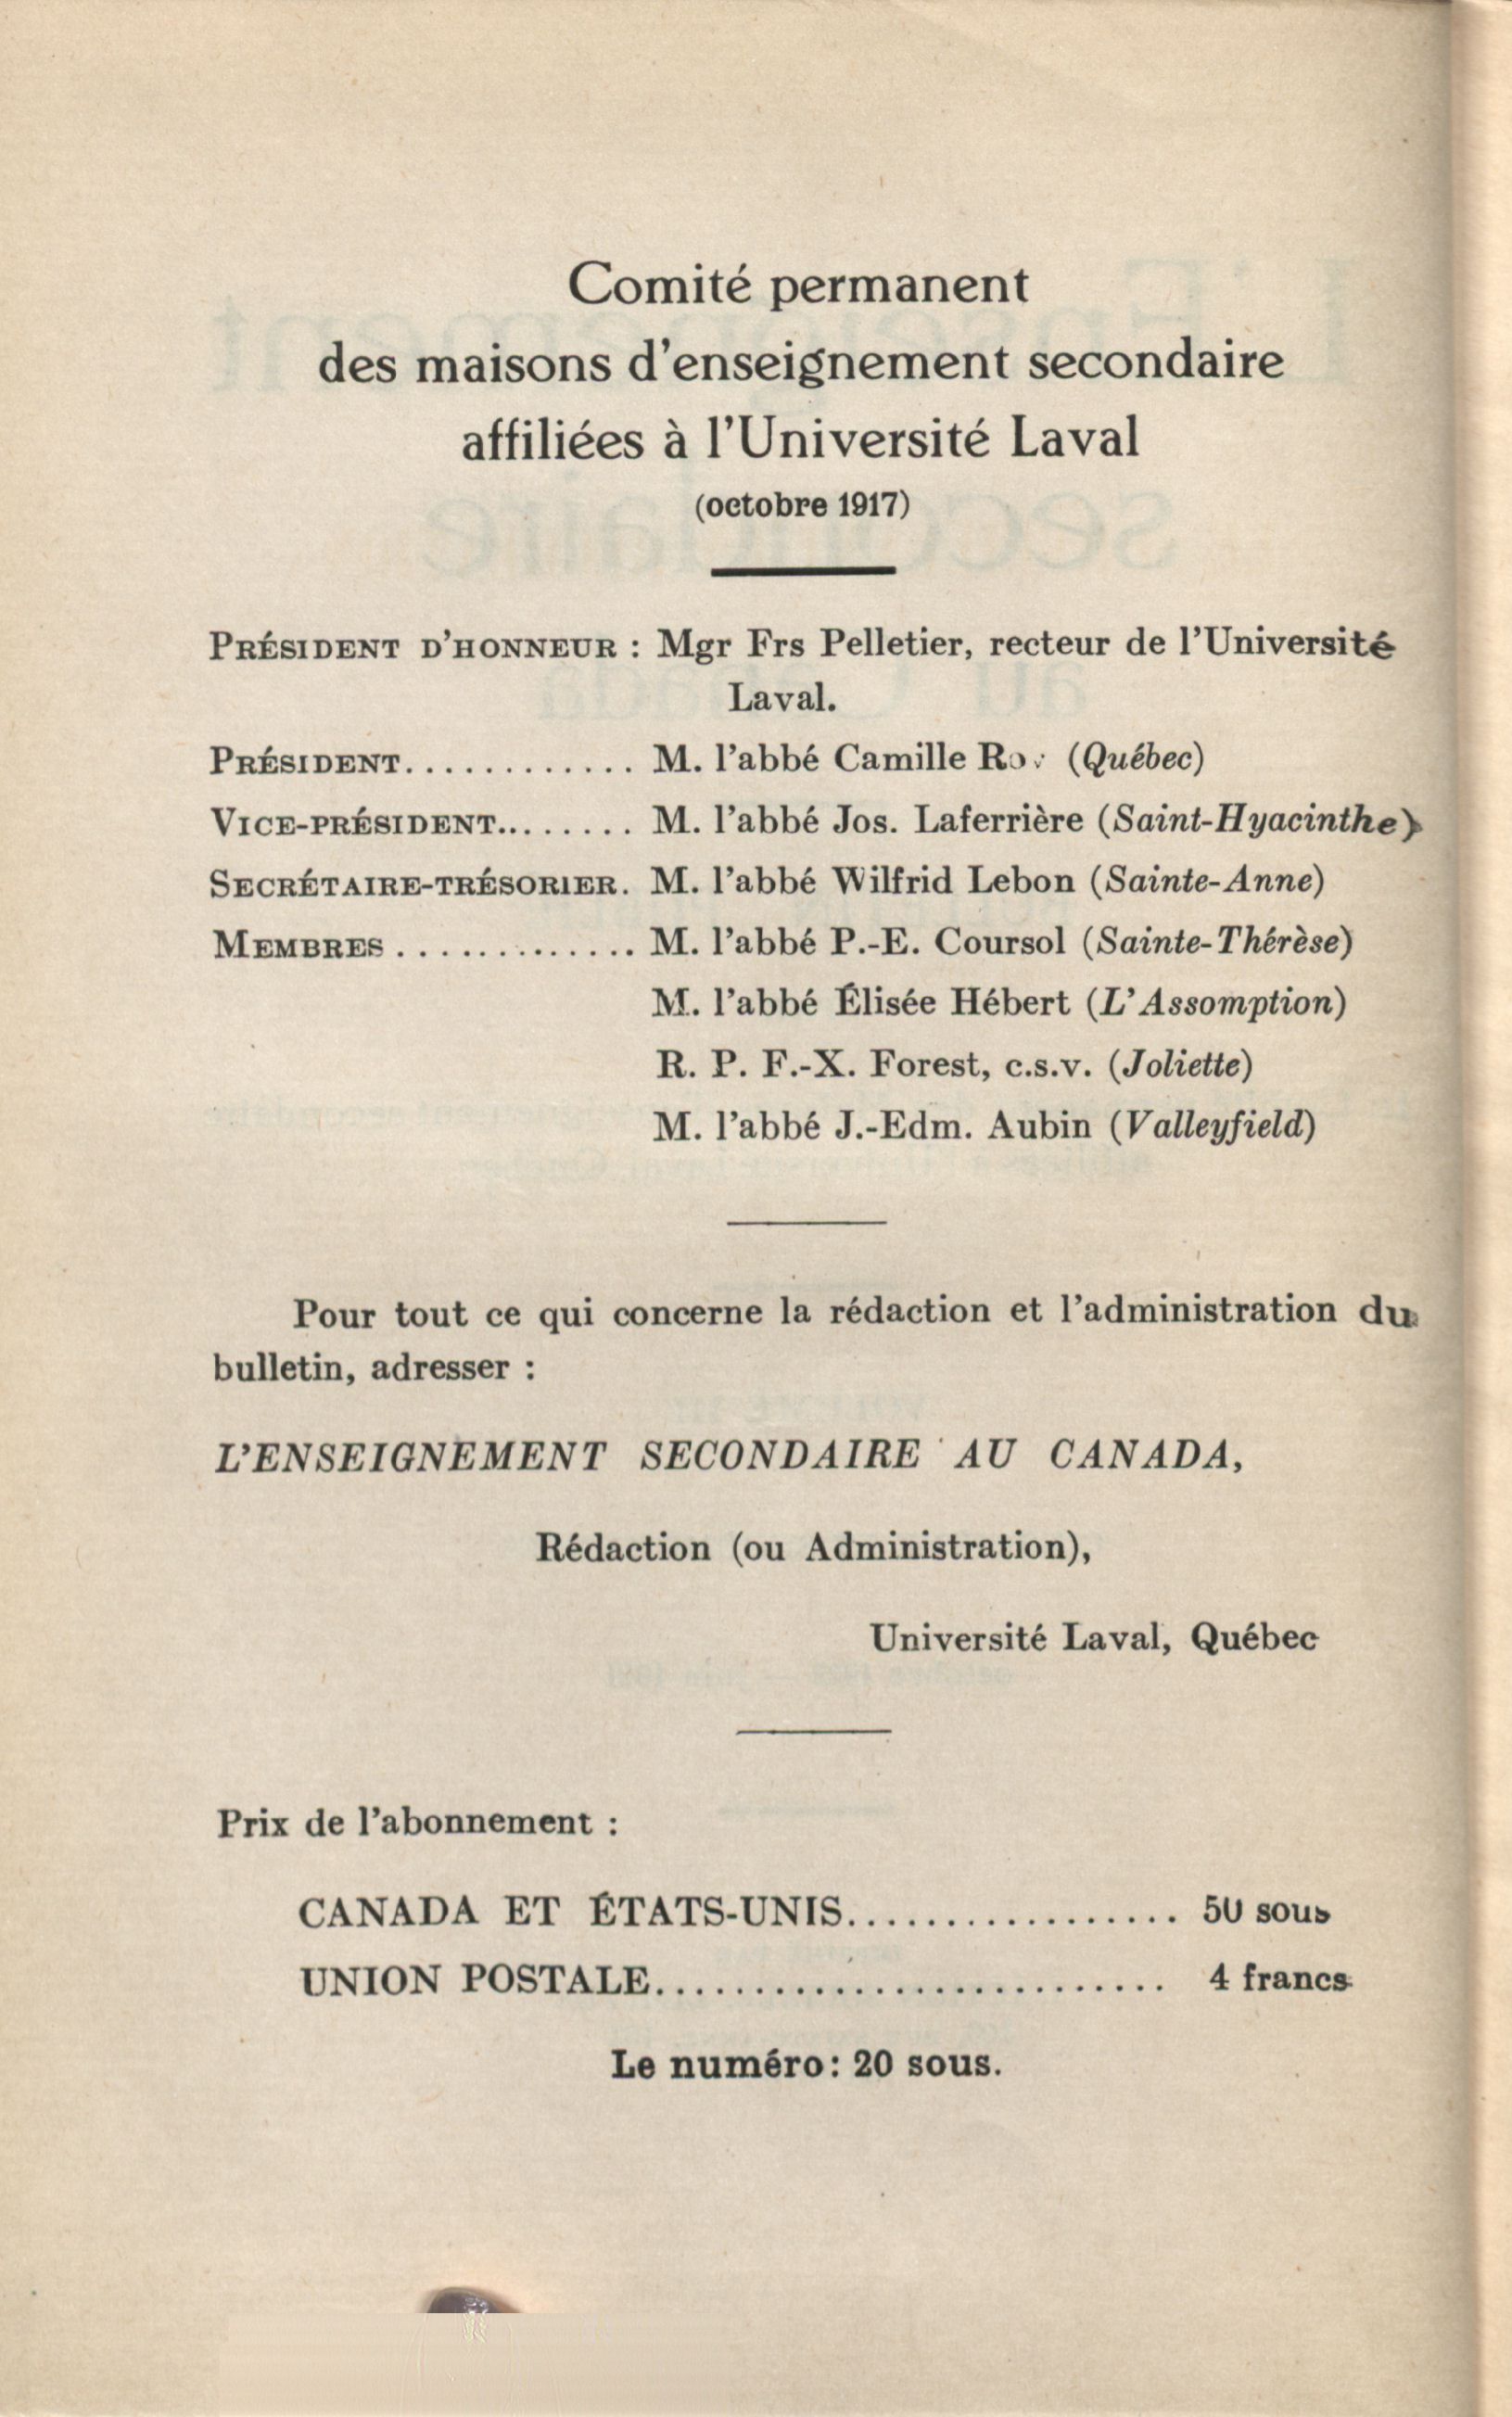 Comité permanent
des maisons d'enseignement secondaire
affiliées à l'Université Laval
(octobre 1917)
PRÉSIDENT D'HONNEUR : Mgr Frs Pelletier, recteur de l'Université
Laval.
PRÉSIDENT............ M. l'abbé Camille (Québec)
VICE-PRÉSIDENT........ M. l'abbé Jos. Laferrière (Saint-Hyacinthe)
SECRÉTAIRE-TRÉSORIER. M. l'abbé Wilfrid Lebon (Sainte-Anne)
MEMBRES............. M. l'abbé P.-E. Coursol (Sainte-Thérèse)
M. l'abbé Élisée Hébert (L'Assomption)
R. P. F.-X. Forest, c.s.v. (Joliette)
M. l'abbé J.-Edm. Aubin (Valleyfield)
Pour tout ce qui concerne la rédaction et l'administration du
bulletin, adresser :
L'ENSEIGNEMENT SECONDAIRE AU CANADA,
Rédaction (ou Administration),
Université Laval, Québec
Prix de l'abonnement :
CANADA ET ÉTATS-UNIS................. 50 sous
UNION POSTALE.......................... 4 francs
Le numéro: 20 sous.